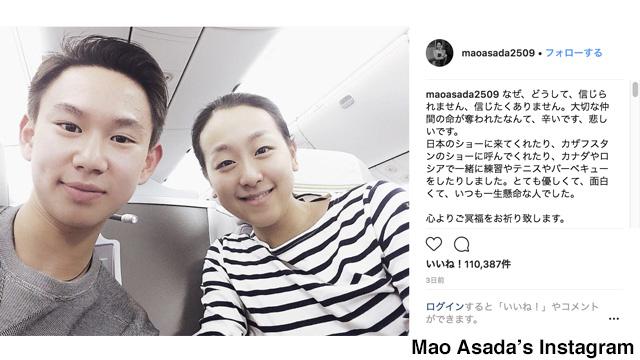 maoasada2509 • フォローする
maoasada2509 なぜ、どうして、信じら
れません、信じたくありません。大切な仲
間の命が奪われたなんて、辛いです、悲し
いです。
日本のショーに来てくれたり、カザフスタ
ンのショーに呼んでくれたり、カナダやロ
シアで一緒に練習やテニスやバーベキュー
をしたりしました。とても優しくて、面白
くて、いつも一生懸命な人でした。
心よりご冥福をお祈り致します。
いいね！110,387件
3日前
ログインすると「いいね！」やコメント
ができます。
Mao Asada's Instagram